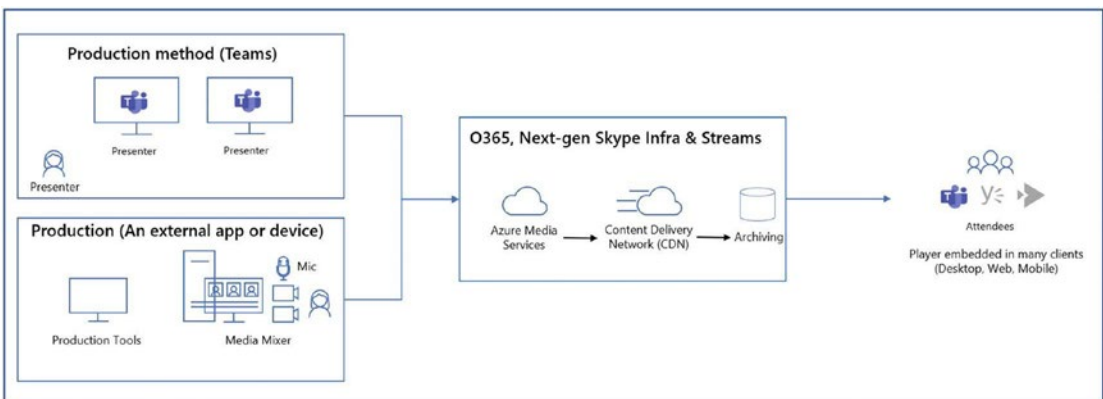 Production method (Teams)
Presenter
Presenter
Presenter
Production (An external app or device)
Mic
Production Tools
Media Mixer
O365, Next-gen Skype Infra & Streams
Azure Media
Services
Content Delivery
Network (CDN)
Archiving
Attendees
Player embedded in many clients
(Desktop, Web, Mobile)